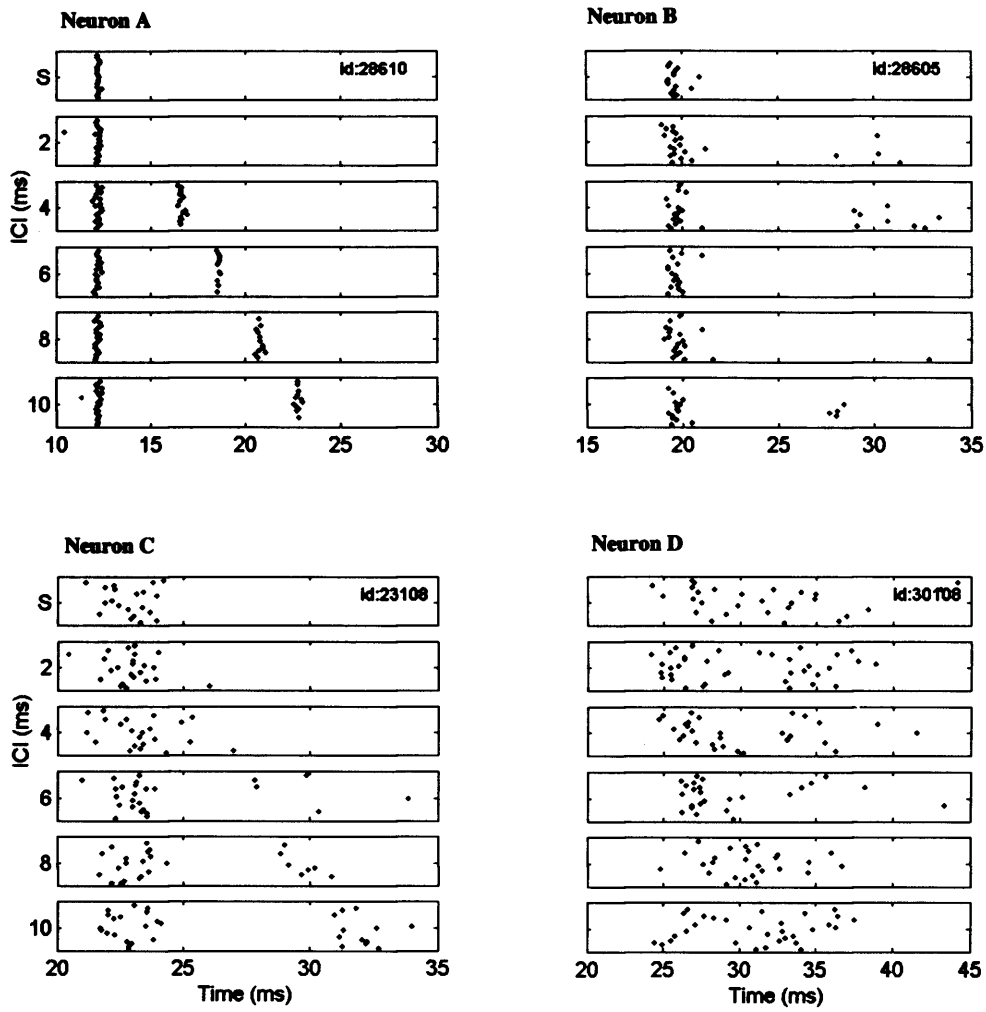 Neuron A
id:28610
S
2
4
6
8
10
ICI (ms)
10 15 20 25 30
Neuron B
id:28605
15 20 25 30 35
Neuron C
id:23108
S
2
4
6
8
10
ICI (ms)
20 25 30 35
Time (ms)
Neuron D
id:30108
20 25 30 35 40 45
Time (ms)